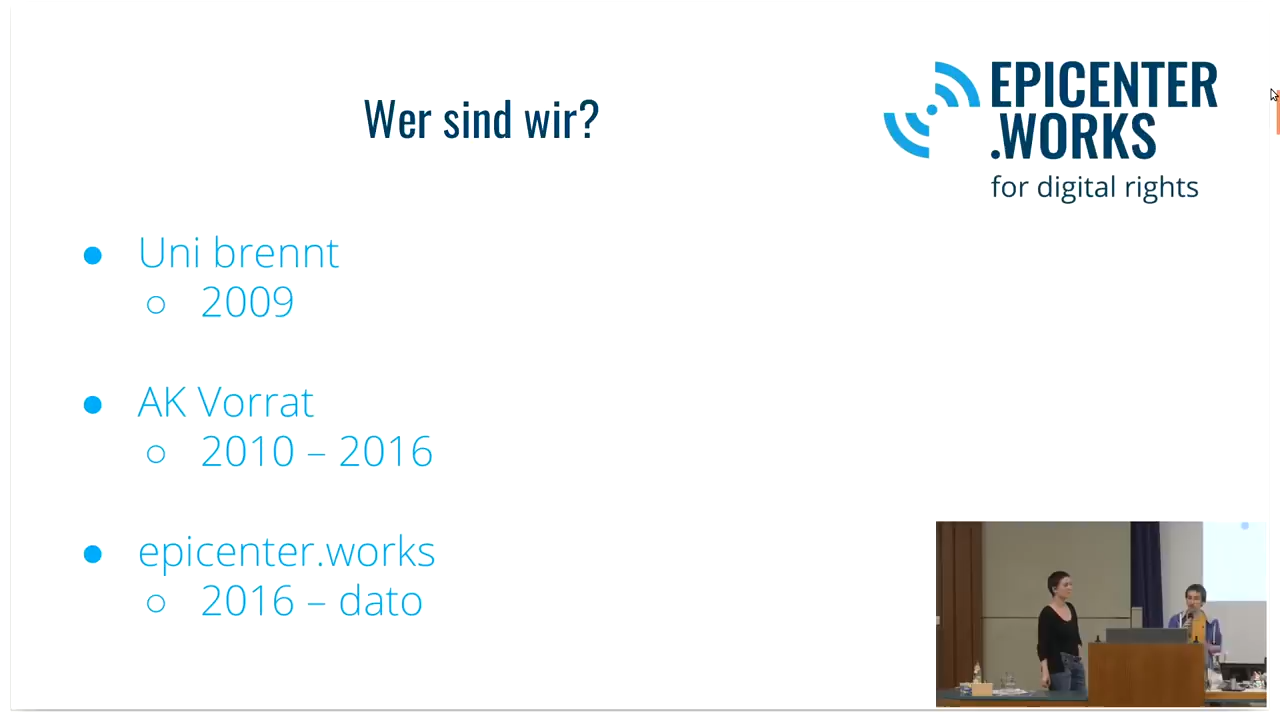 Wer sind wir?
EPICENTER
.WORKS
for digital rights
● Uni brennt
○ 2009
● AK Vorrat
○ 2010 – 2016
● epicenter.works
○ 2016 – dato